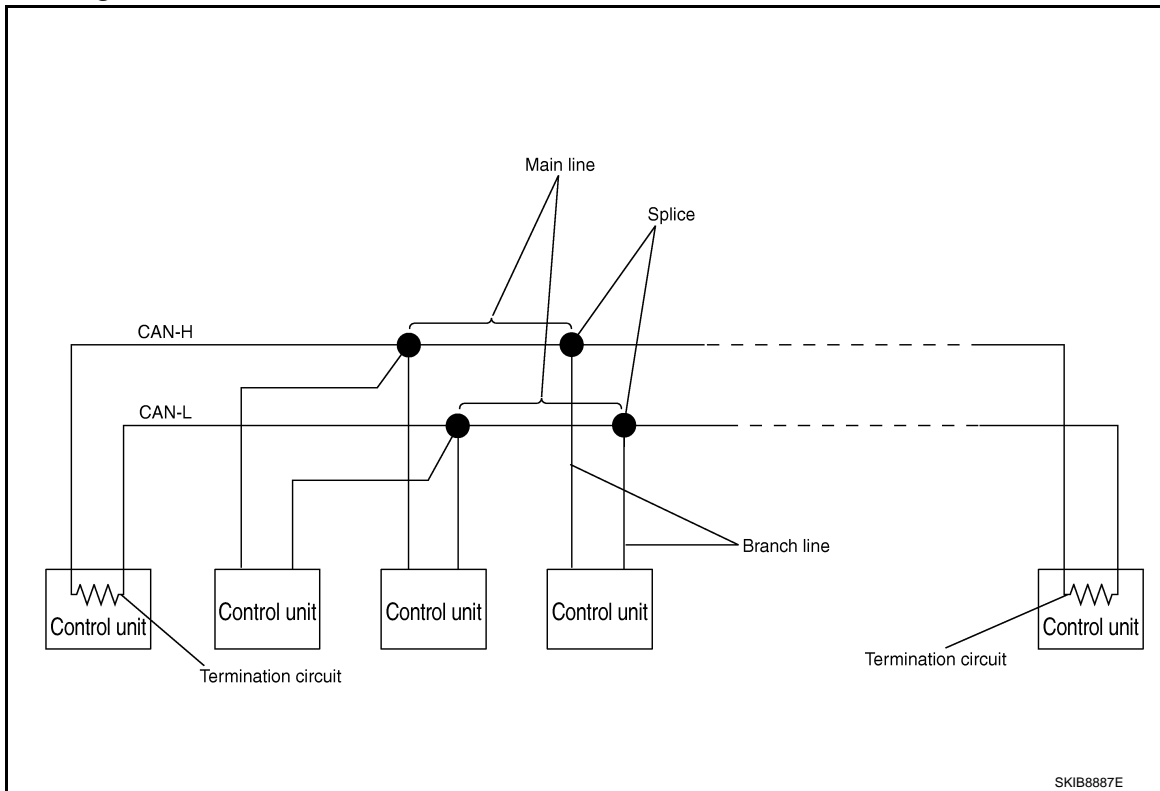 Main line
Splice
CAN-H
CAN-L
Branch line
Control unit
Control unit
Control unit
Control unit
Control unit
Termination circuit
Termination circuit
SKIB8887E